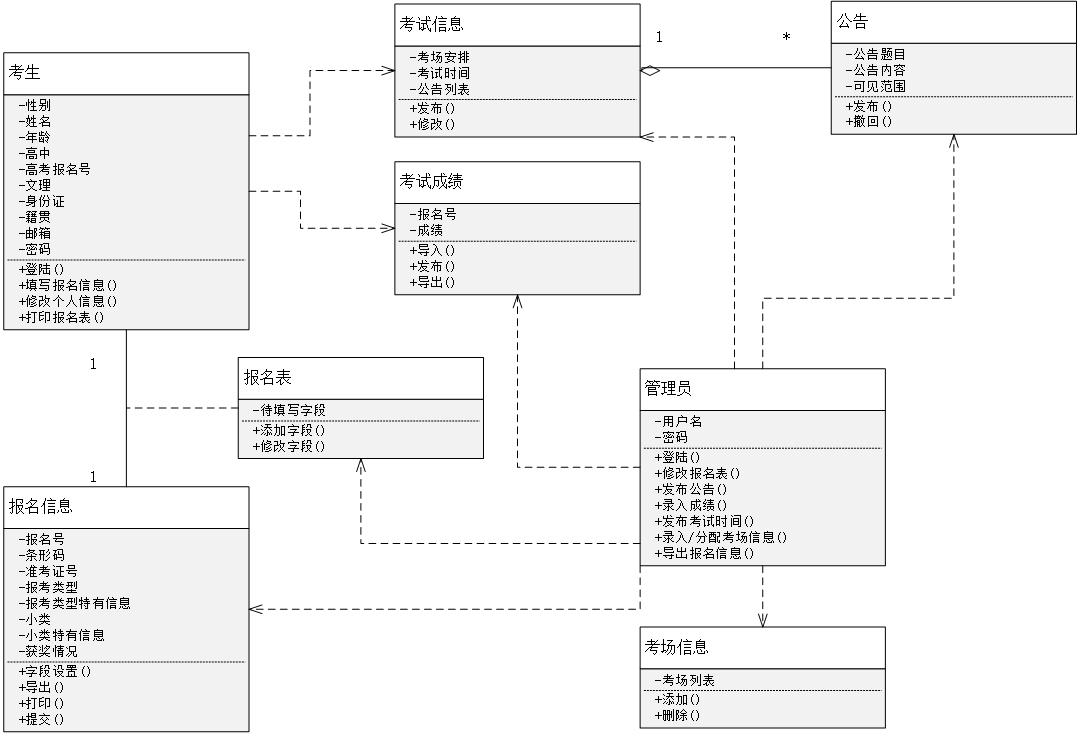 考生
-性别
-姓名
-年龄
-高中
-高考报名号
-文理
-身份证
-籍贯
-邮箱
-密码
+登陆()
+填写报名信息()
+修改个人信息()
+打印报名表()
考试信息
-考场安排
-考试时间
-公告列表
+发布()
+修改()
1
*
公告
-公告题目
-公告内容
-可见范围
+发布()
+撤回()
考试成绩
-报名号
-成绩
+导入()
+发布()
+导出()
1
1
报名表
-待填写字段
+添加字段()
+修改字段()
管理员
-用户名
-密码
+登陆()
+修改报名表()
+发布公告()
+录入成绩()
+发布考试时间()
+录入/分配考场信息()
+导出报名信息()
报名信息
-报名号
-条形码
-准考证号
-报考类型
-报考类型特有信息
-小类
-小类特有信息
-获奖情况
+字段设置()
+导出()
+打印()
+提交()
考场信息
-考场列表
+添加()
+删除()